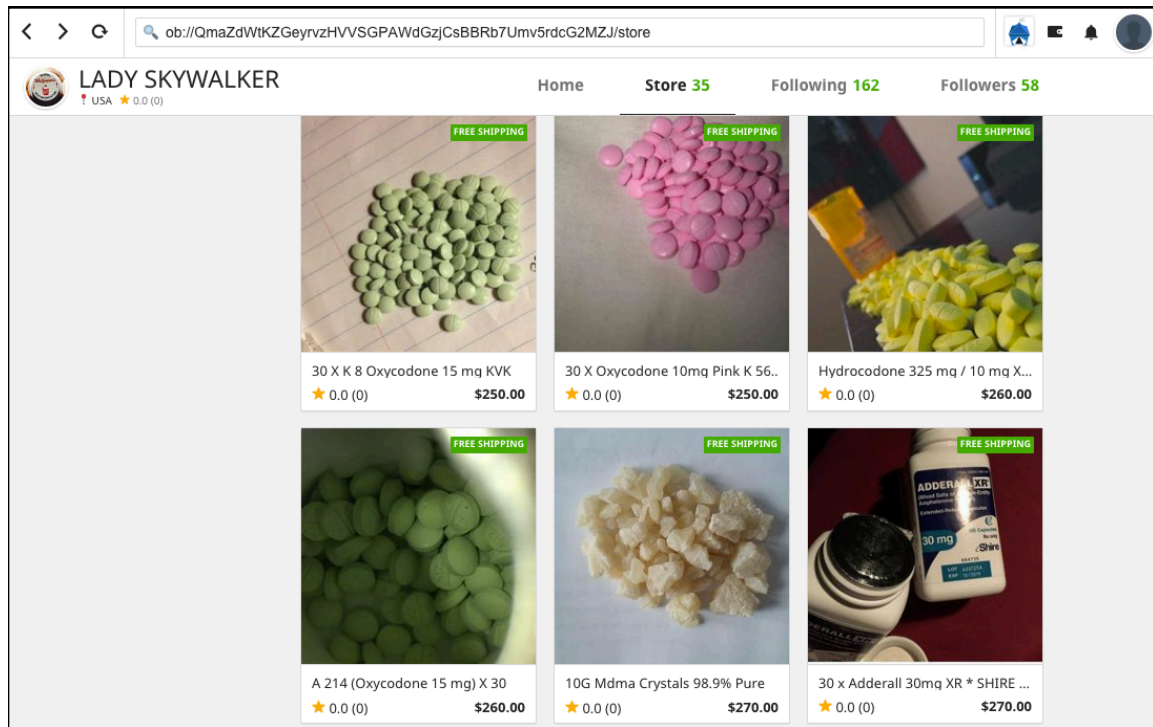 ob://QmaZdWtKZGeyrvzHVVSGPAWdGzjCsBBRb7Umv5rdcG2MZJ/store
LADY SKYWALKER
USA 0.0 (0)
Home Store 35 Following 162 Followers 58
FREE SHIPPING FREE SHIPPING FREE SHIPPING
30 X K 8 Oxycodone 15 mg KVK
0.0 (0) $250.00
30 X Oxycodone 10mg Pink K 56..
0.0 (0) $250.00
Hydrocodone 325 mg / 10 mg X...
0.0 (0) $260.00
FREE SHIPPING FREE SHIPPING FREE SHIPPING
ADDERALL XR
30 mg
Shire
A 214 (Oxycodone 15 mg) X 30
0.0 (0) $260.00
10G Mdma Crystals 98.9% Pure
0.0 (0) $270.00
30 x Adderall 30mg XR * SHIRE ...
0.0 (0) $270.00